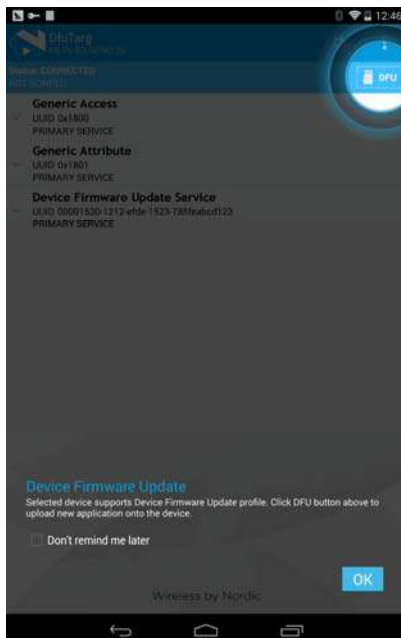 12:46
DfuTarg
Status: CONNECTED
NOT BONDED
DFU
Generic Access
UUID 0x1800
PRIMARY SERVICE
Generic Attribute
UUID 0x1801
PRIMARY SERVICE
Device Firmware Update Service
UUID 00001530-1212-efde-1523-785feabcd123
PRIMARY SERVICE
Device Firmware Update
Selected device supports Device Firmware Update profile. Click DFU button above to
upload new application onto the device.
Don't remind me later
OK
Wireless by Nordic